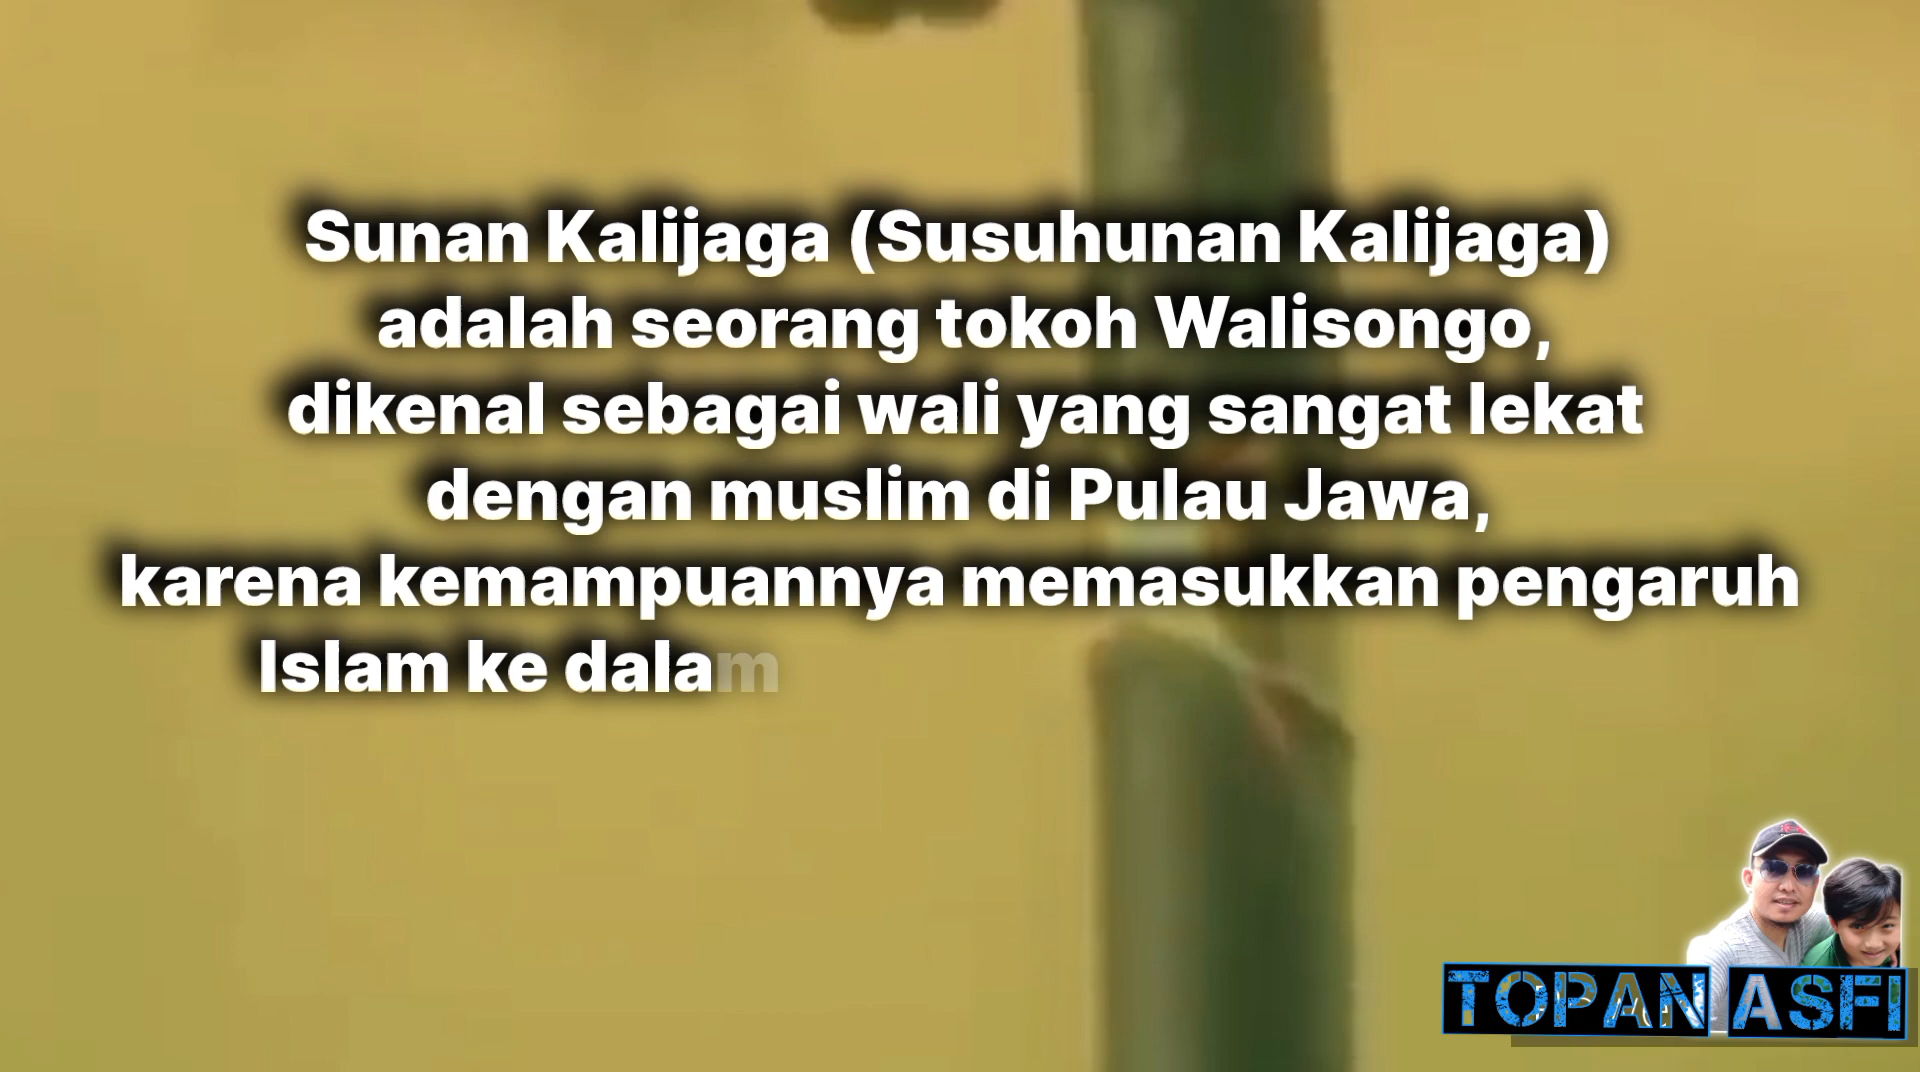 Sunan Kalijaga (Susuhunan Kalijaga)
adalah seorang tokoh Walisongo,
dikenal sebagai wali yang sangat lekat
dengan muslim di Pulau Jawa,
karena kemampuannya memasukkan pengaruh
Islam ke dalam
TOPAN ASFI